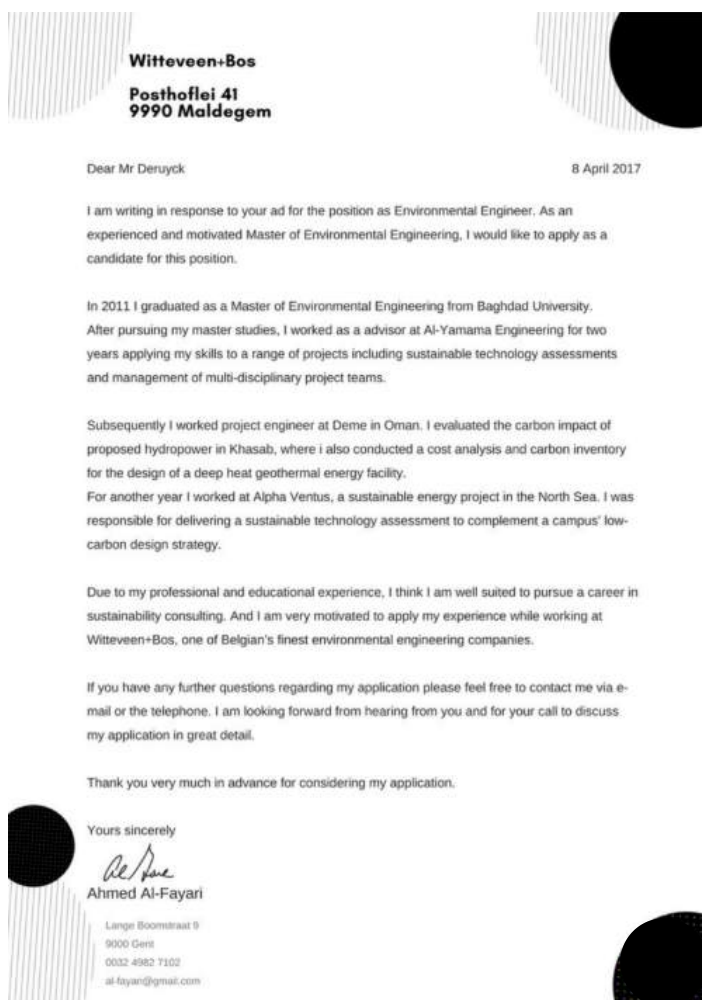 Witteveen+Bos
Posthoflei 41
9990 Maldegem
Dear Mr Deruyck
8 April 2017
I am writing in response to your ad for the position as Environmental Engineer. As an
experienced and motivated Master of Environmental Engineering, I would like to apply as a
candidate for this position.
In 2011 I graduated as a Master of Environmental Engineering from Baghdad University.
After pursuing my master studies, I worked as a advisor at Al-Yamama Engineering for two
years applying my skills to a range of projects including sustainable technology assessments
and management of multi-disciplinary project teams.
Subsequently I worked project engineer at Deme in Oman. I evaluated the carbon impact of
proposed hydropower in Khasab, where i also conducted a cost analysis and carbon inventory
for the design of a deep heat geothermal energy facility.
For another year I worked at Alpha Ventus, a sustainable energy project in the North Sea. I was
responsible for delivering a sustainable technology assessment to complement a campus' low-
carbon design strategy.
Due to my professional and educational experience, I think I am well suited to pursue a career in
sustainability consulting. And I am very motivated to apply my experience while working at
Witteveen+Bos, one of Belgian's finest environmental engineering companies.
If you have any further questions regarding my application please feel free to contact me via e-
mail or the telephone. I am looking forward from hearing from you and for your call to discuss
my application in great detail.
Thank you very much in advance for considering my application.
Yours sincerely
Ahmed Al-Fayari
Lange Boomstraat 9
9000 Gent
0032 4982 7102
al-fayari@gmail.com